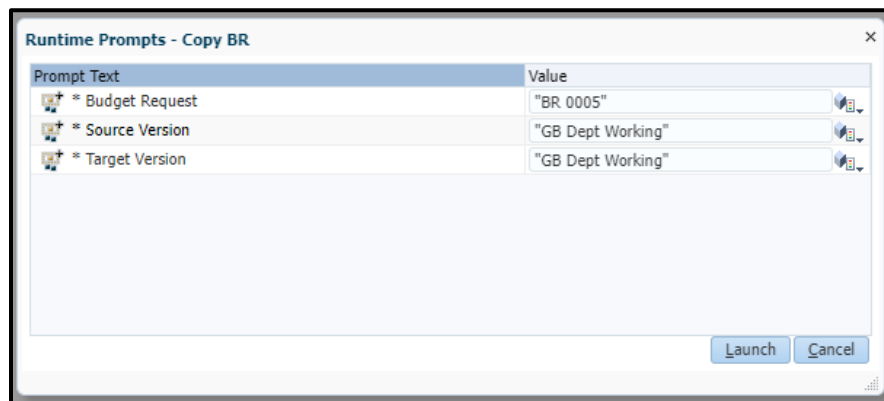 Runtime Prompts - Copy BR
Prompt Text Value
* Budget Request "BR 0005"
* Source Version "GB Dept Working"
* Target Version "GB Dept Working"
Launch Cancel